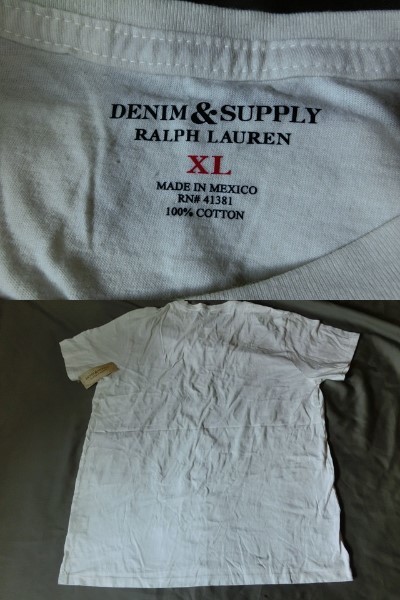 DENIM & SUPPLY
RALPH LAUREN
XL
MADE IN MEXICO
RN# 41381
100% COTTON